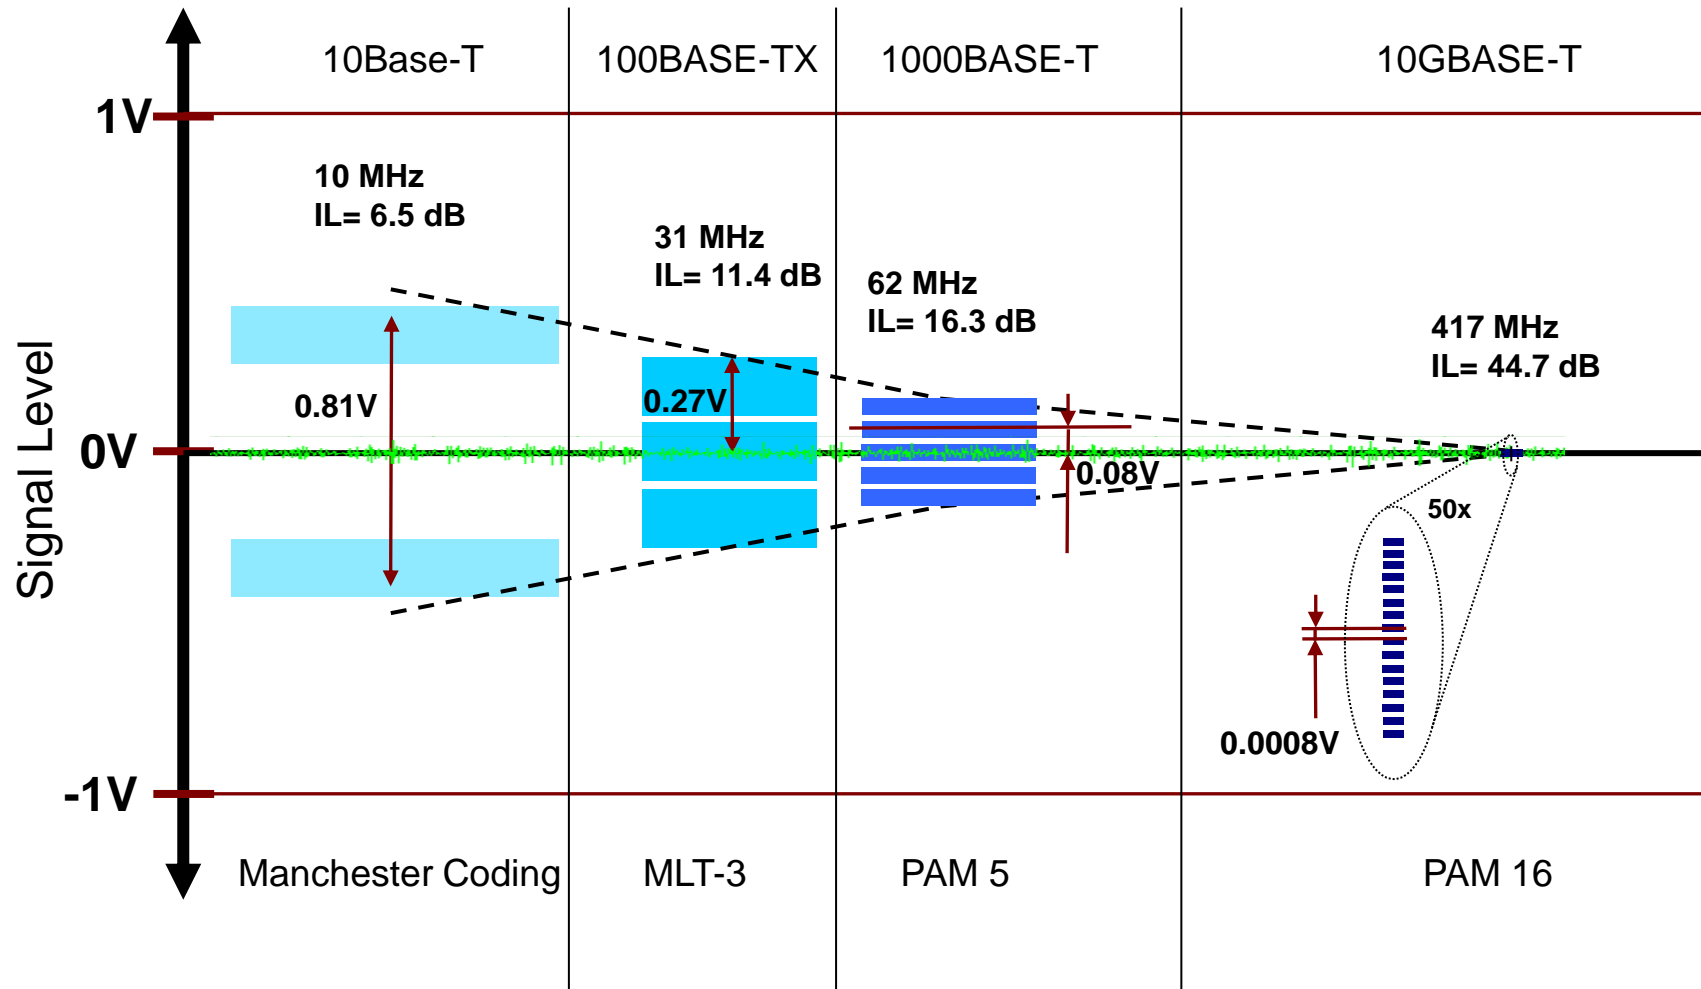 10Base-T
100BASE-TX
1000BASE-T
10GBASE-T
1V
10 MHz
IL= 6.5 dB
31 MHz
IL= 11.4 dB
62 MHz
IL= 16.3 dB
417 MHz
IL= 44.7 dB
Signal Level
0.81V
0.27V
0V
0.08V
50x
0.0008V
-1V
Manchester Coding
MLT-3
PAM 5
PAM 16